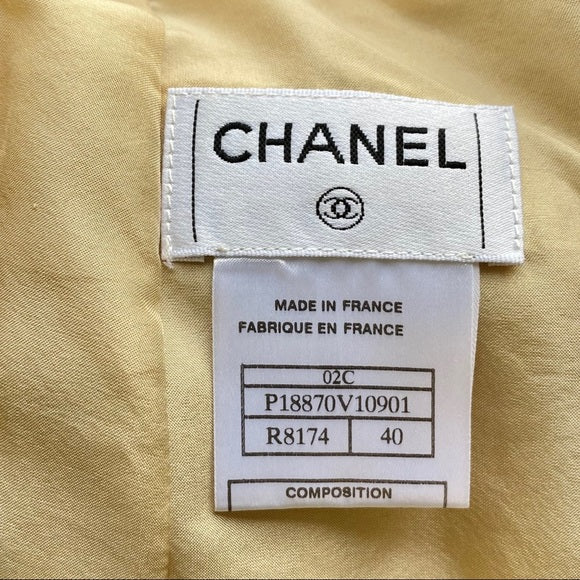 CHANEL
MADE IN FRANCE
FABRIQUE EN FRANCE
02C
P18870V10901
R8174 40
COMPOSITION